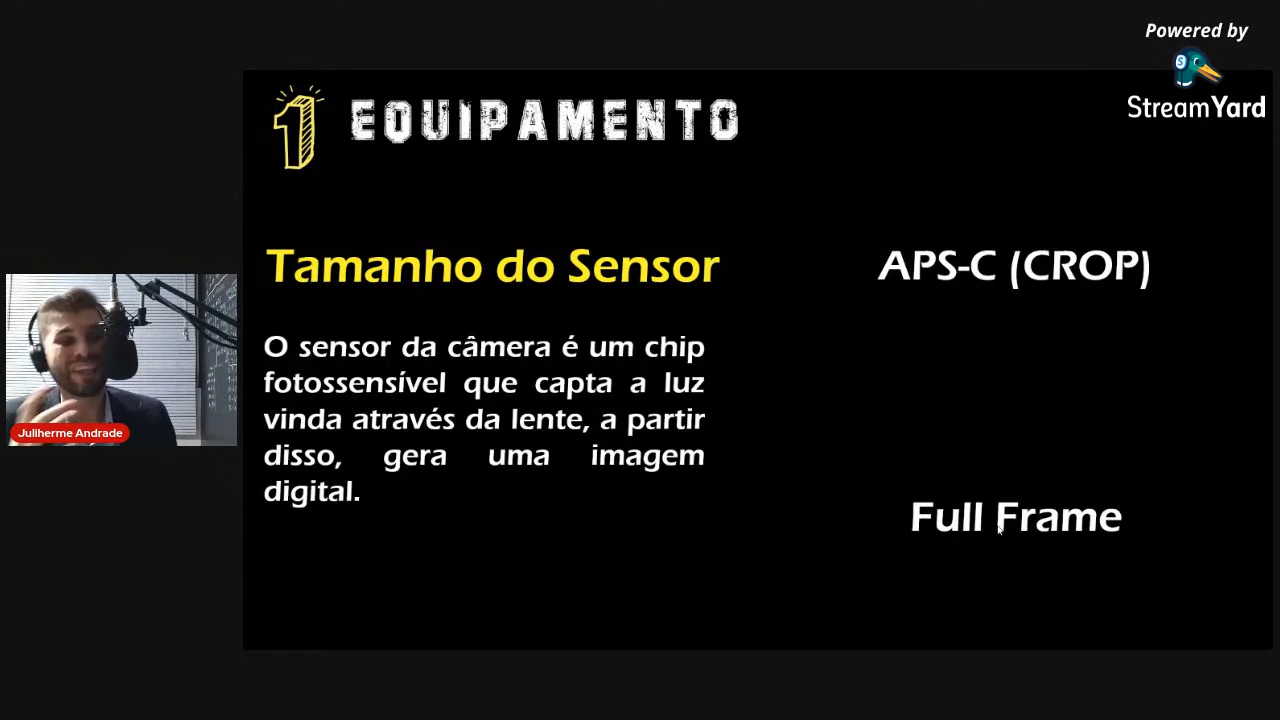 Powered by
StreamYard
1 EQUIPAMENTO
Tamanho do Sensor
APS-C (CROP)
O sensor da câmera é um chip
fotossensível que capta a luz
vinda através da lente, a partir
disso, gera uma imagem
digital.
Full Frame
Julherme Andrade